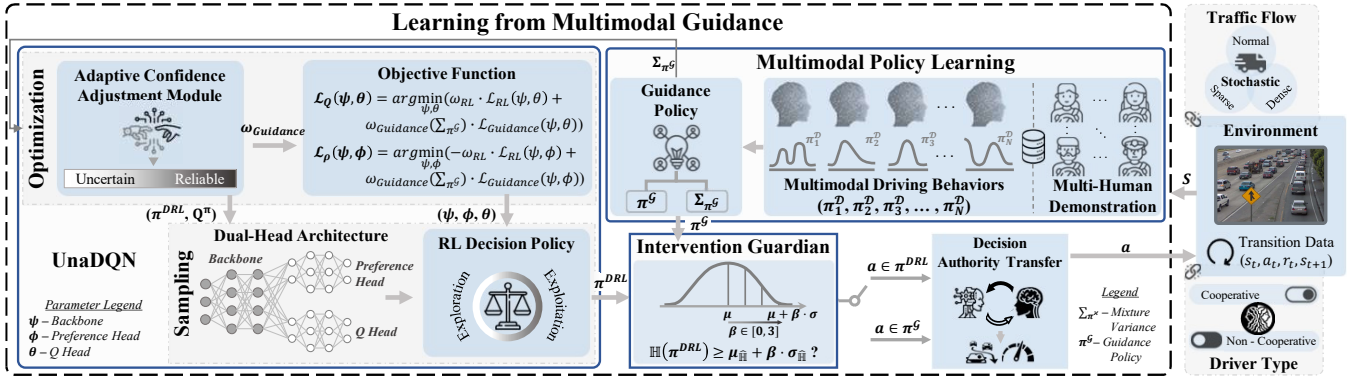 Learning from Multimodal Guidance
Optimization
Adaptive Confidence
Adjustment Module
Uncertain
Reliable
ω_Guidance
Objective Function
𝓛_Q(ψ, θ) = argmin_{ψ,θ}(ω_RL · 𝓛_RL(ψ, θ) +
ω_Guidance(Σ_{π^𝒢}) · 𝓛_Guidance(ψ, θ))
𝓛_ρ(ψ, ϕ) = argmin_{ψ,ϕ}(−ω_RL · 𝓛_RL(ψ, ϕ) +
ω_Guidance(Σ_{π^𝒢}) · 𝓛_Guidance(ψ, ϕ))
(π^DRL, Q^π)
(ψ, ϕ, θ)
UnaDQN
Parameter Legend
ψ – Backbone
ϕ – Preference Head
θ – Q Head
Sampling
Dual-Head Architecture
Backbone
Preference
Head
Q Head
RL Decision Policy
Exploration
Exploitation
π^DRL
Σ_{π^𝒢}
Multimodal Policy Learning
Guidance
Policy
π^𝒢
Σ_{π^𝒢}
π^𝒢
. . .
π_1^𝒟
π_2^𝒟
π_3^𝒟
. . .
π_N^𝒟
Multimodal Driving Behaviors
(π_1^𝒟, π_2^𝒟, π_3^𝒟, … , π_N^𝒟)
Multi-Human
Demonstration
Intervention Guardian
μ
μ + β · σ
β ∈ [0, 3]
ℍ(π^DRL) ≥ μ_ℍ̂ + β · σ_ℍ̂ ?
a ∈ π^DRL
a ∈ π^𝒢
Decision
Authority Transfer
a
Legend
Σ_{π^×} – Mixture
Variance
π^𝒢 – Guidance
Policy
S
Traffic Flow
Normal
Stochastic
Sparse
Dense
Environment
Transition Data
(s_t, a_t, r_t, s_{t+1})
Cooperative
Non - Cooperative
Driver Type